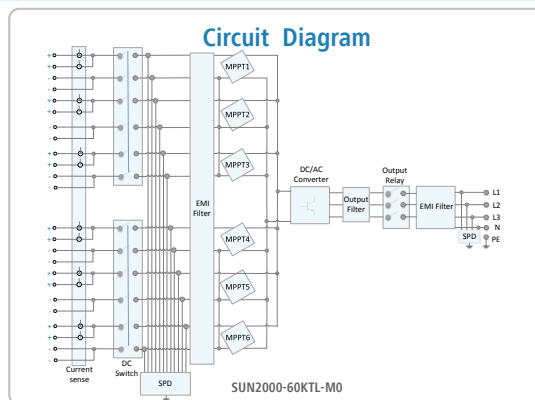 Circuit Diagram
+
+
-
-
+
+
-
-
+
+
-
-
+
+
-
-
+
+
-
-
+
+
-
-
MPPT1
MPPT2
MPPT3
MPPT4
MPPT5
MPPT6
EMI
Filter
DC/AC
Converter
Output
Filter
Output
Relay
EMI Filter
L1
L2
L3
N
PE
SPD
Current
sense
DC
Switch
SPD
SUN2000-60KTL-M0